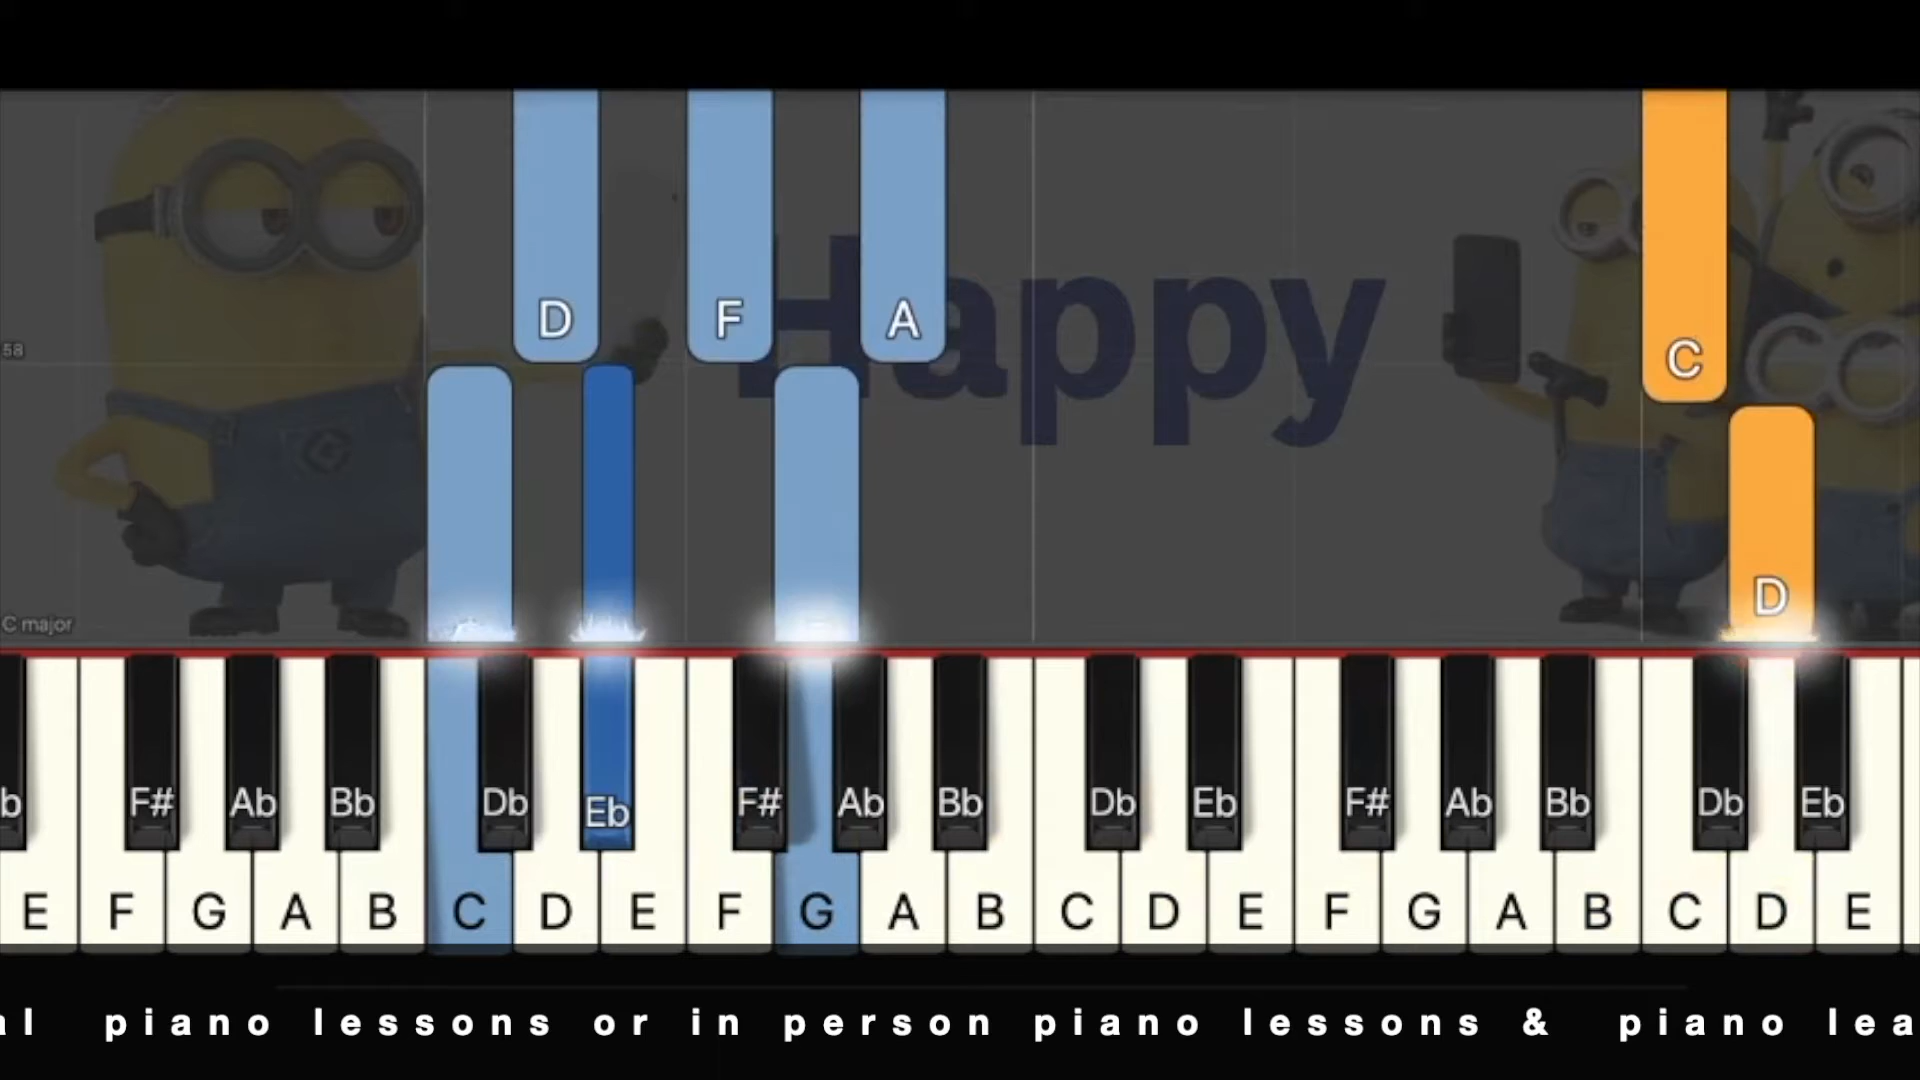 D F A C
Happy
58
D
C major
b F# Ab Bb Db Eb F# Ab Bb Db Eb F# Ab Bb Db Eb
E F G A B C D E F G A B C D E F G A B C D E
al piano lessons or in person piano lessons & piano lea